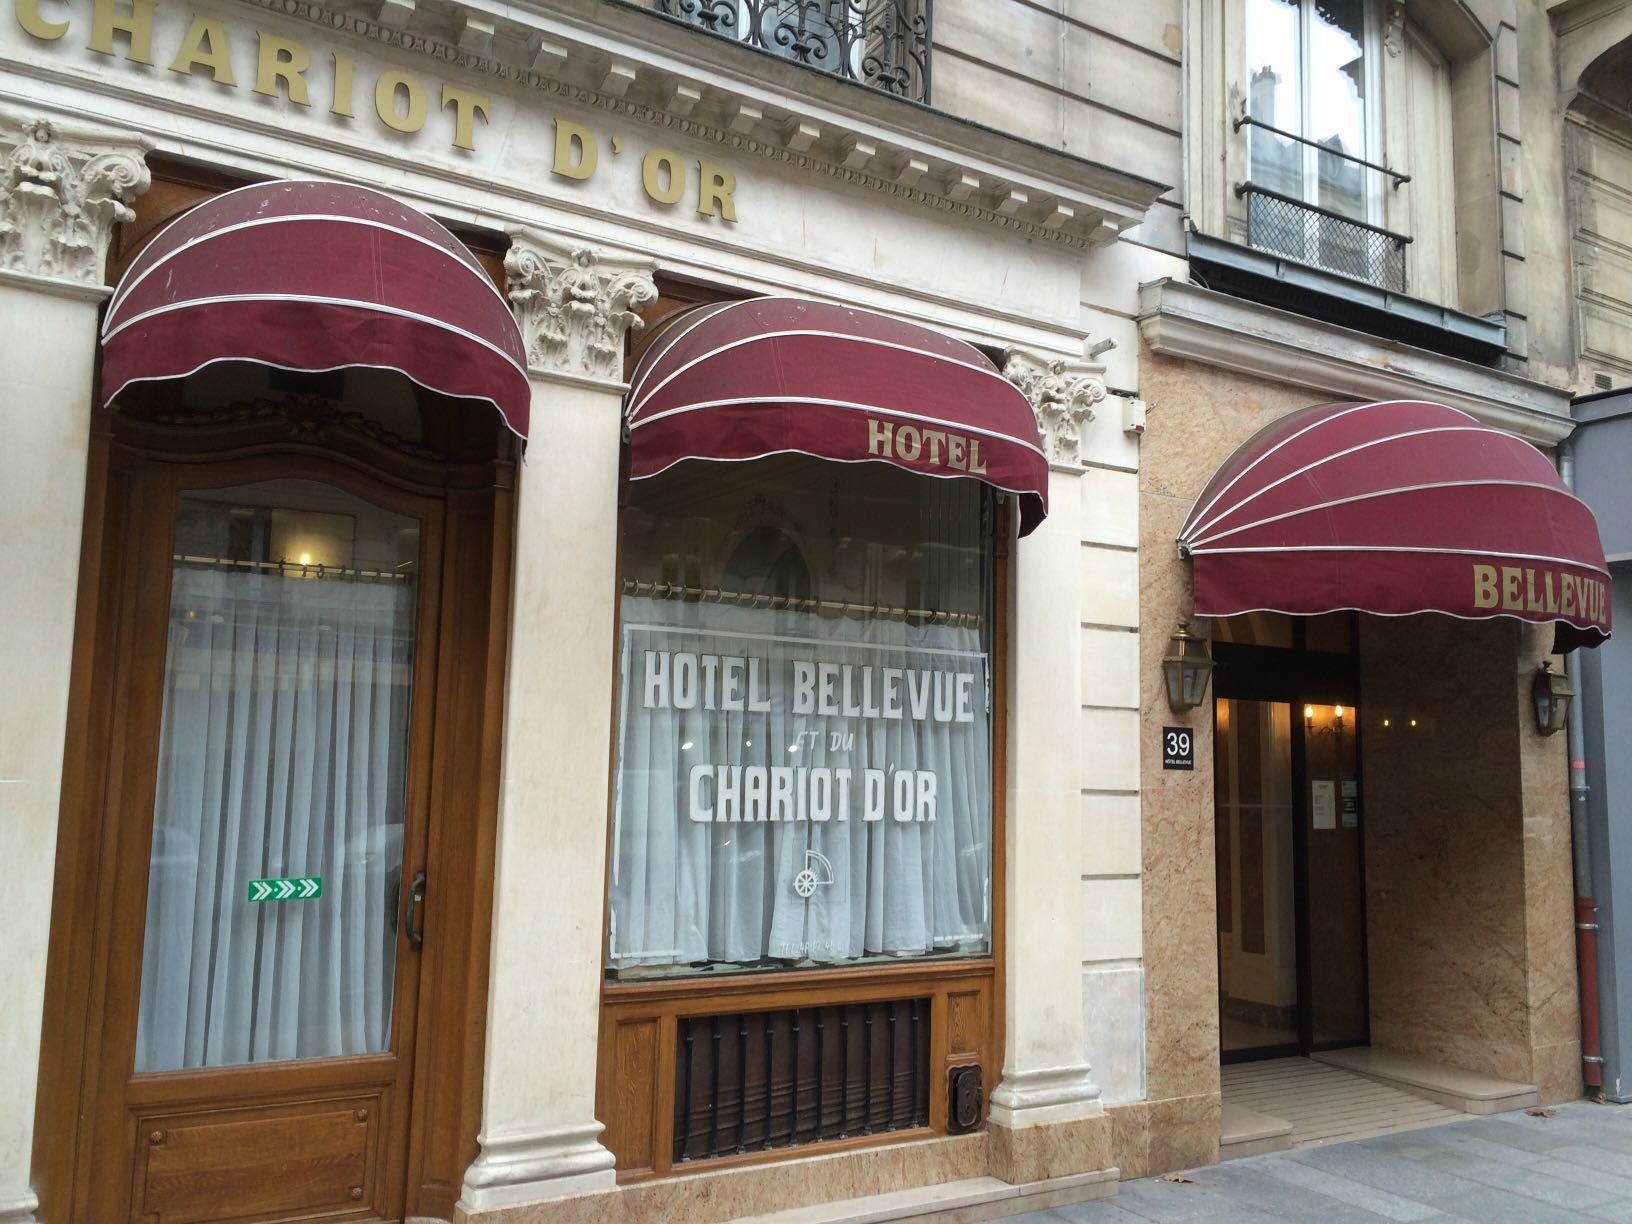 CHARIOT D'OR
HOTEL
BELLEVUE
HOTEL BELLEVUE
ET DU
CHARIOT D'OR
39
HÔTEL BELLEVUE